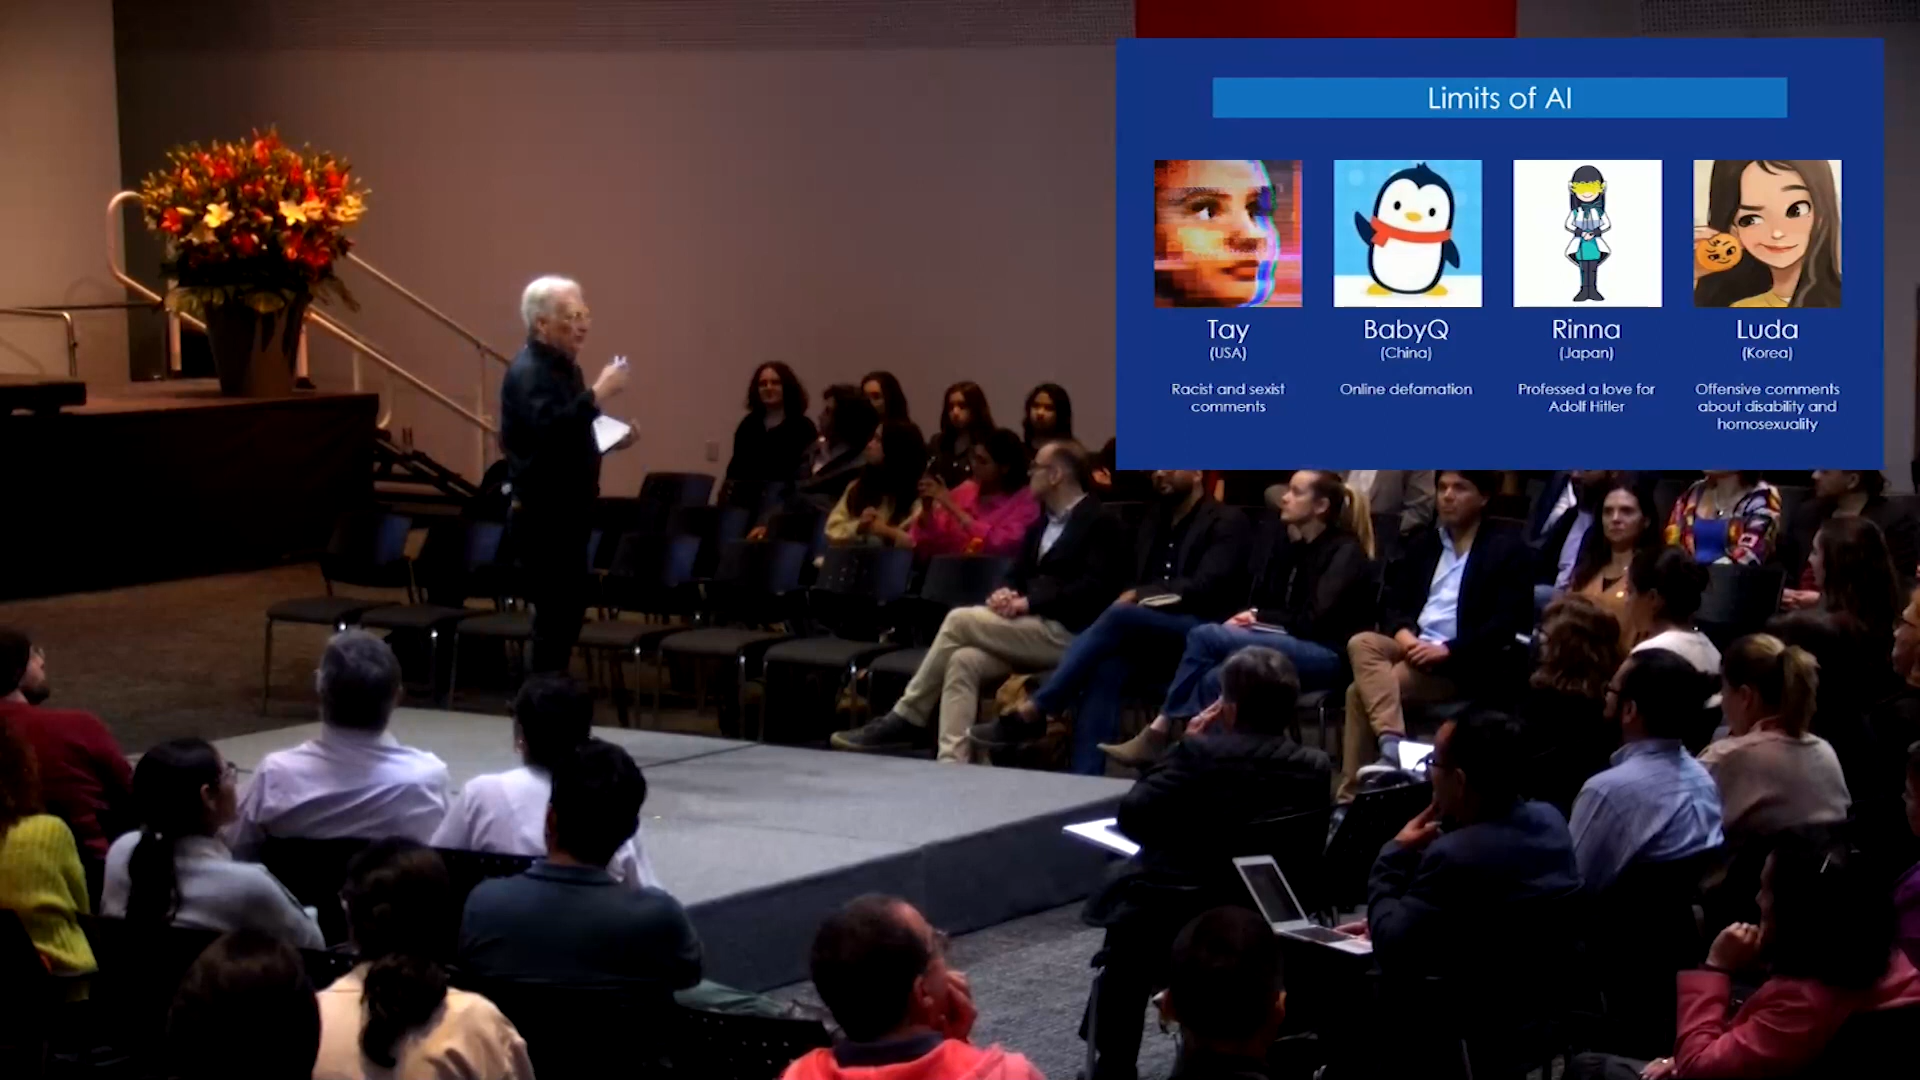 Limits of AI
Tay
(USA)
Racist and sexist
comments
BabyQ
(China)
Online defamation
Rinna
(Japan)
Professed a love for
Adolf Hitler
Luda
(Korea)
Offensive comments
about disability and
homosexuality